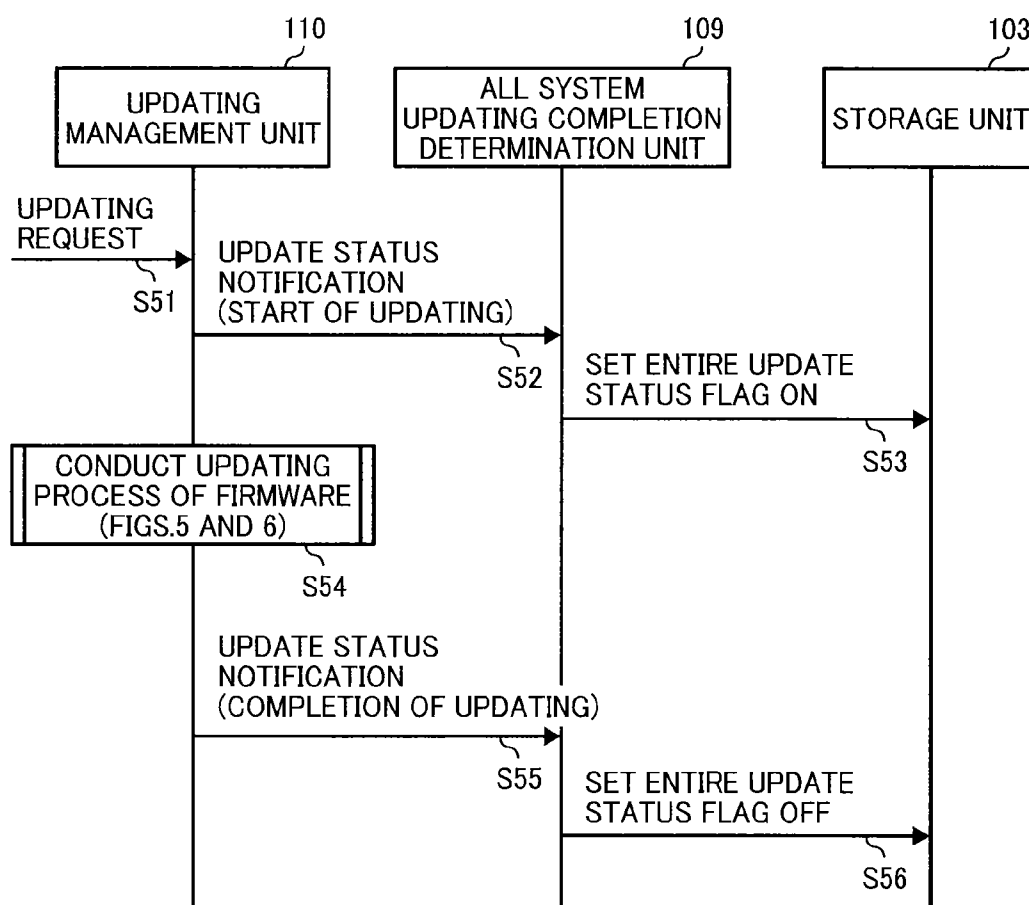 110
109
103
UPDATING
MANAGEMENT UNIT
ALL SYSTEM
UPDATING COMPLETION
DETERMINATION UNIT
STORAGE UNIT
UPDATING
REQUEST
S51
UPDATE STATUS
NOTIFICATION
(START OF UPDATING)
S52
SET ENTIRE UPDATE
STATUS FLAG ON
S53
CONDUCT UPDATING
PROCESS OF FIRMWARE
(FIGS.5 AND 6)
S54
UPDATE STATUS
NOTIFICATION
(COMPLETION OF UPDATING)
S55
SET ENTIRE UPDATE
STATUS FLAG OFF
S56